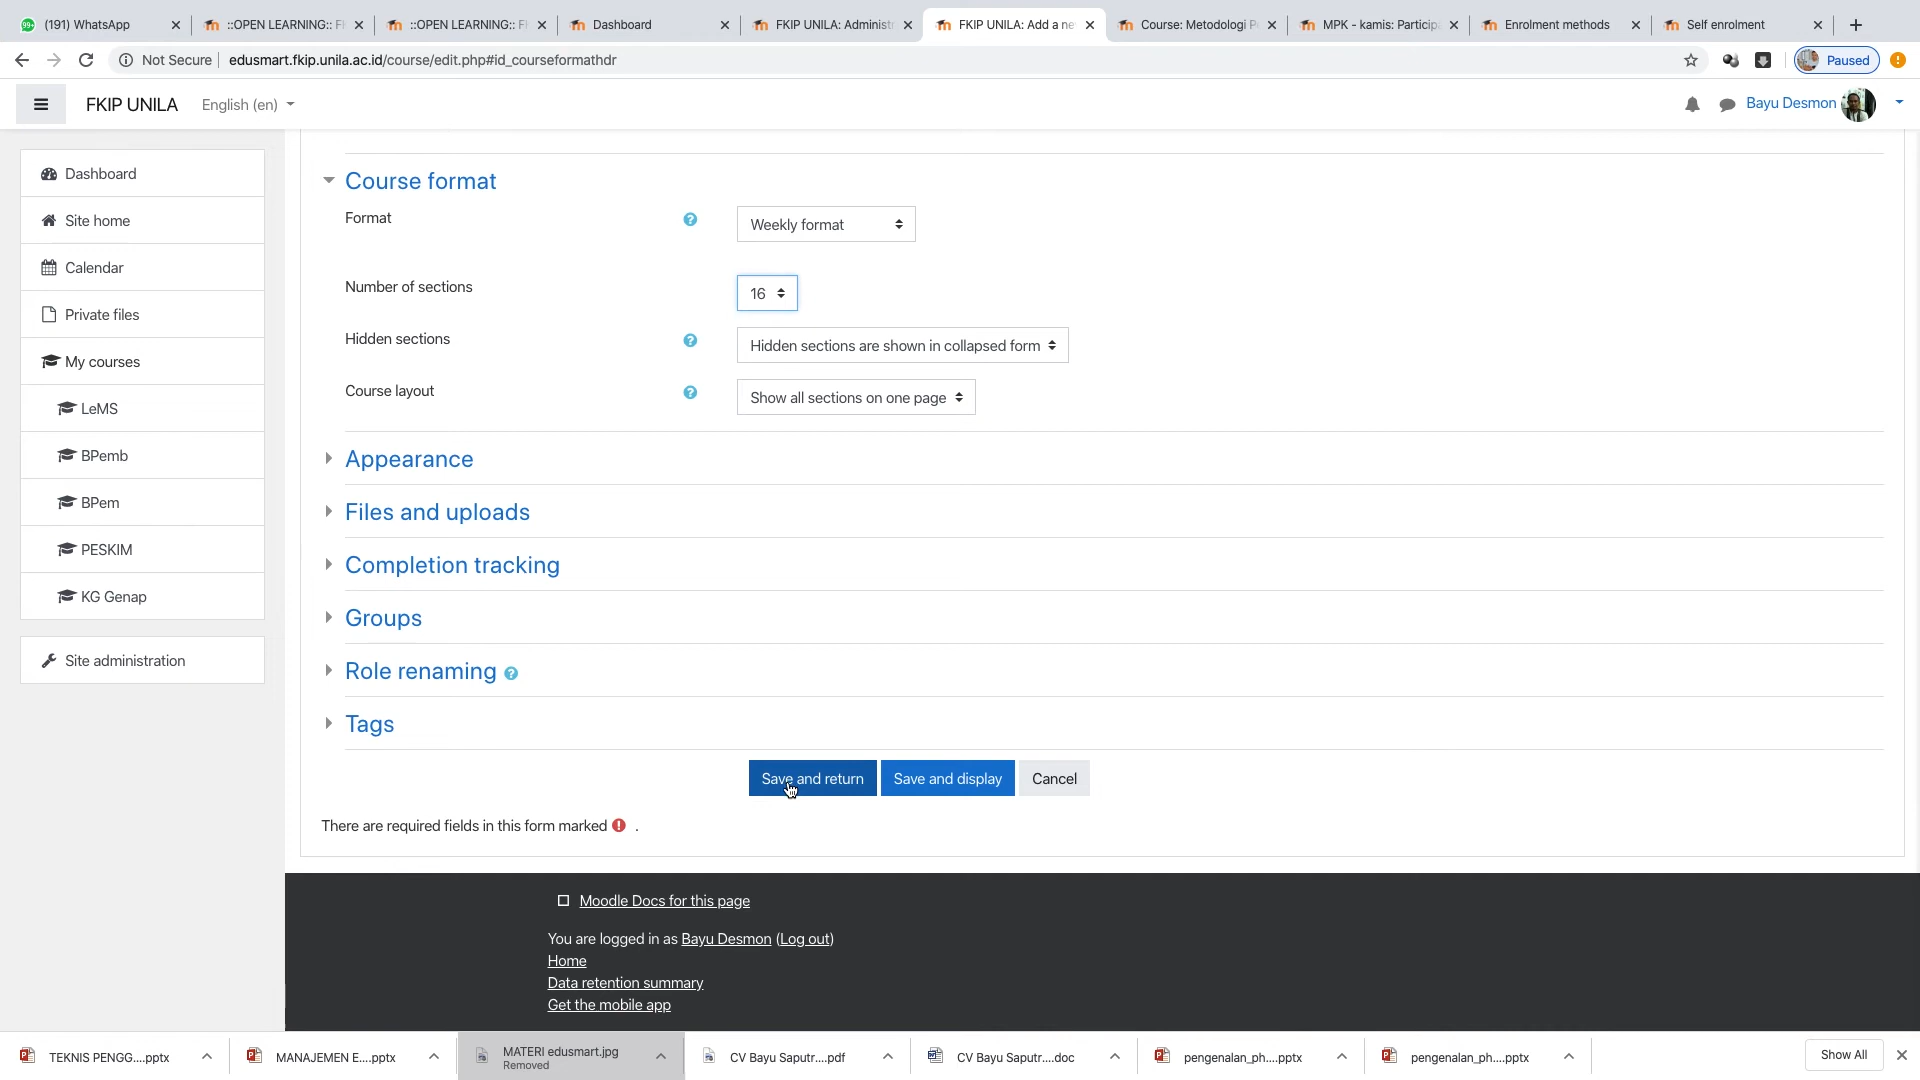 (191) WhatsApp
::OPEN LEARNING:: F
::OPEN LEARNING:: F
Dashboard
FKIP UNILA: Administr
FKIP UNILA: Add a ne
Course: Metodologi P
MPK - kamis: Particip
Enrolment methods
Self enrolment
Not Secure
edusmart.fkip.unila.ac.id/course/edit.php#id_courseformathdr
Paused
FKIP UNILA
English (en)
Bayu Desmon
Dashboard
Site home
Calendar
Private files
My courses
LeMS
BPemb
BPem
PESKIM
KG Genap
Site administration
Course format
Format
Weekly format
Number of sections
16
Hidden sections
Hidden sections are shown in collapsed form
Course layout
Show all sections on one page
Appearance
Files and uploads
Completion tracking
Groups
Role renaming
Tags
Save and return
Save and display
Cancel
There are required fields in this form marked .
Moodle Docs for this page
You are logged in as Bayu Desmon (Log out)
Home
Data retention summary
Get the mobile app
TEKNIS PENGG....pptx
MANAJEMEN E....pptx
MATERI edusmart.jpg
Removed
CV Bayu Saputr....pdf
CV Bayu Saputr....doc
pengenalan_ph....pptx
pengenalan_ph....pptx
Show All